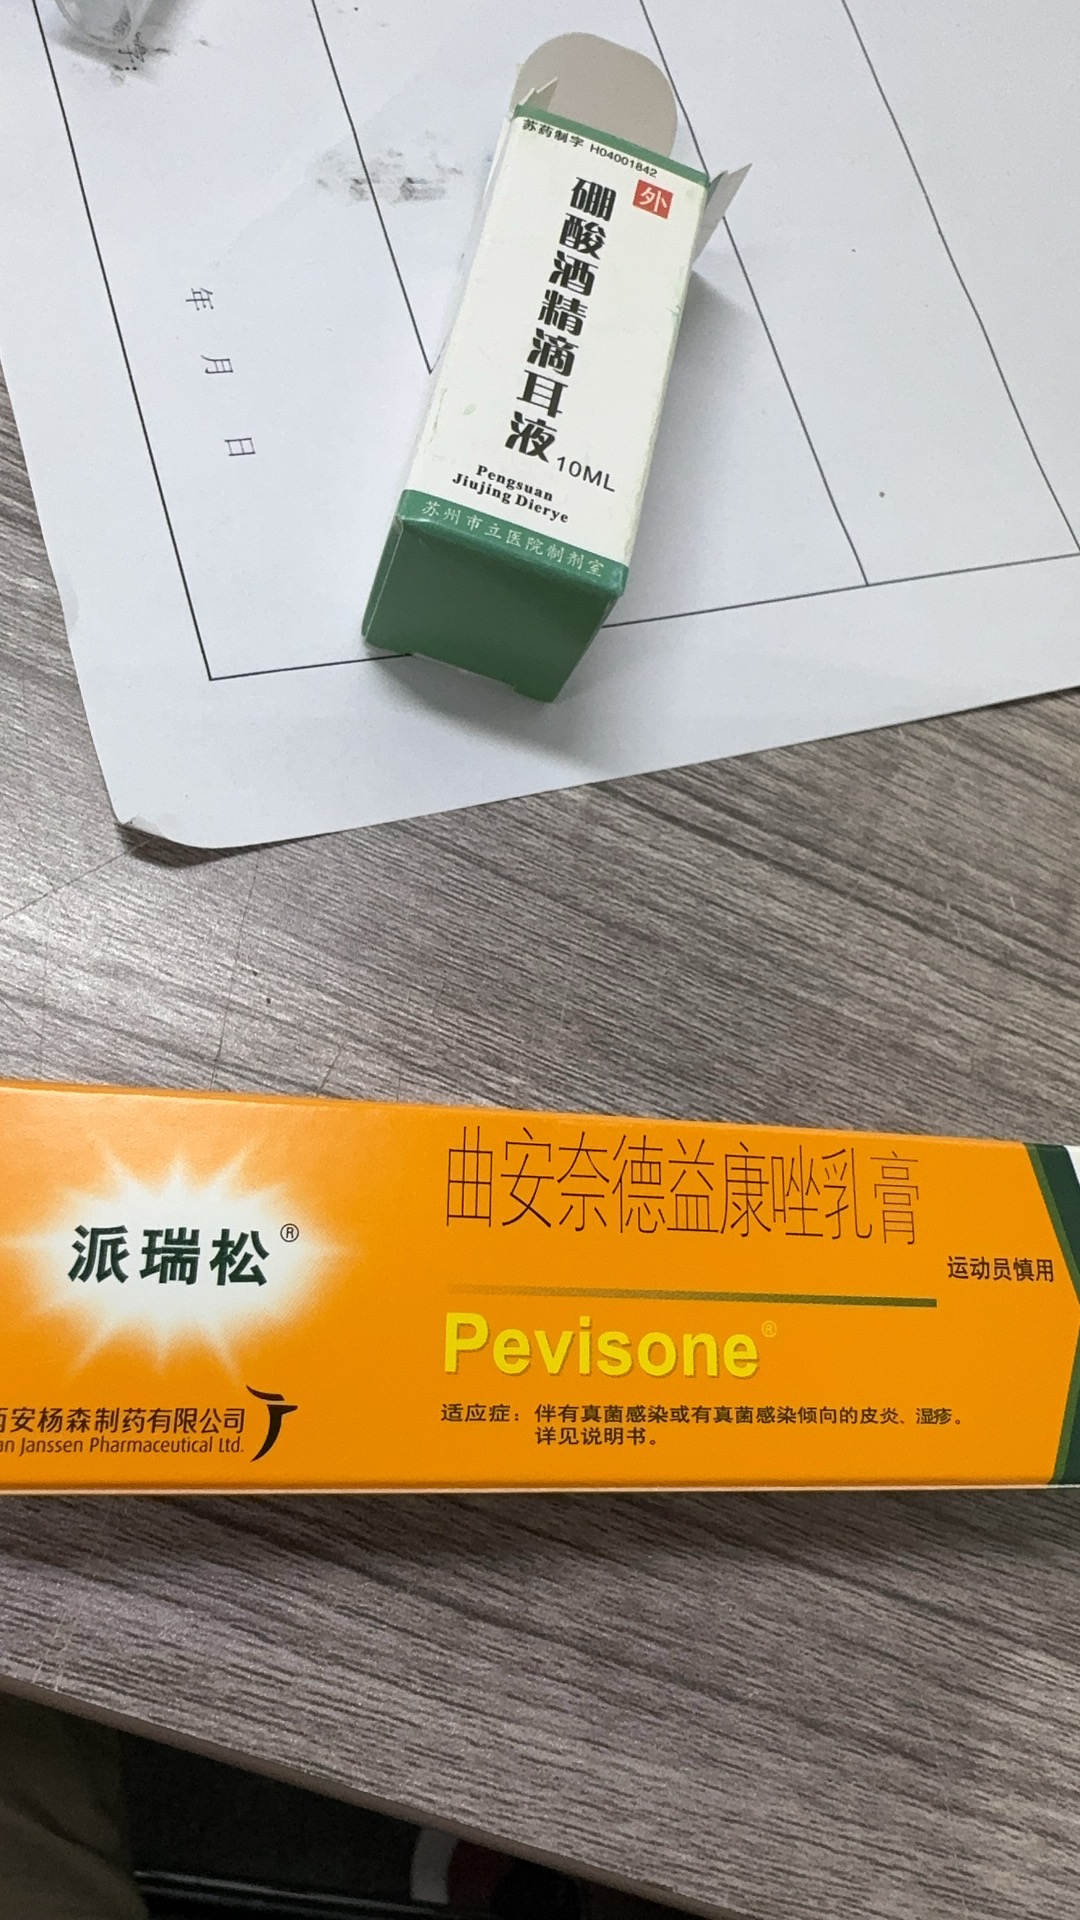 苏药制字 H04001842
外
硼酸酒精滴耳液 10ML
Pengsuan
Jiujing Dierye
苏州市立医院制剂室
年 月 日
派瑞松®
曲安奈德益康唑乳膏
运动员慎用
Pevisone®
适应症：伴有真菌感染或有真菌感染倾向的皮炎、湿疹。
详见说明书。
安杨森制药有限公司
an Janssen Pharmaceutical Ltd.